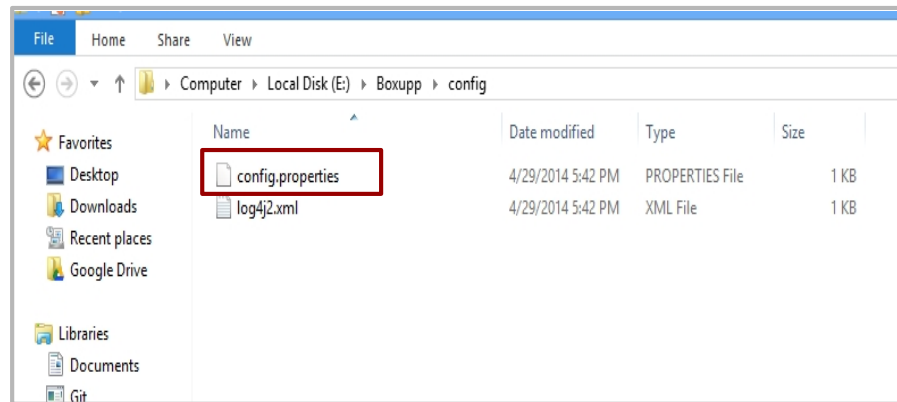 File Home Share View
Computer Local Disk (E:) Boxupp config
Name Date modified Type Size
Favorites
Desktop
Downloads
Recent places
Google Drive
Libraries
Documents
Git
config.properties 4/29/2014 5:42 PM PROPERTIES File 1 KB
log4j2.xml 4/29/2014 5:42 PM XML File 1 KB